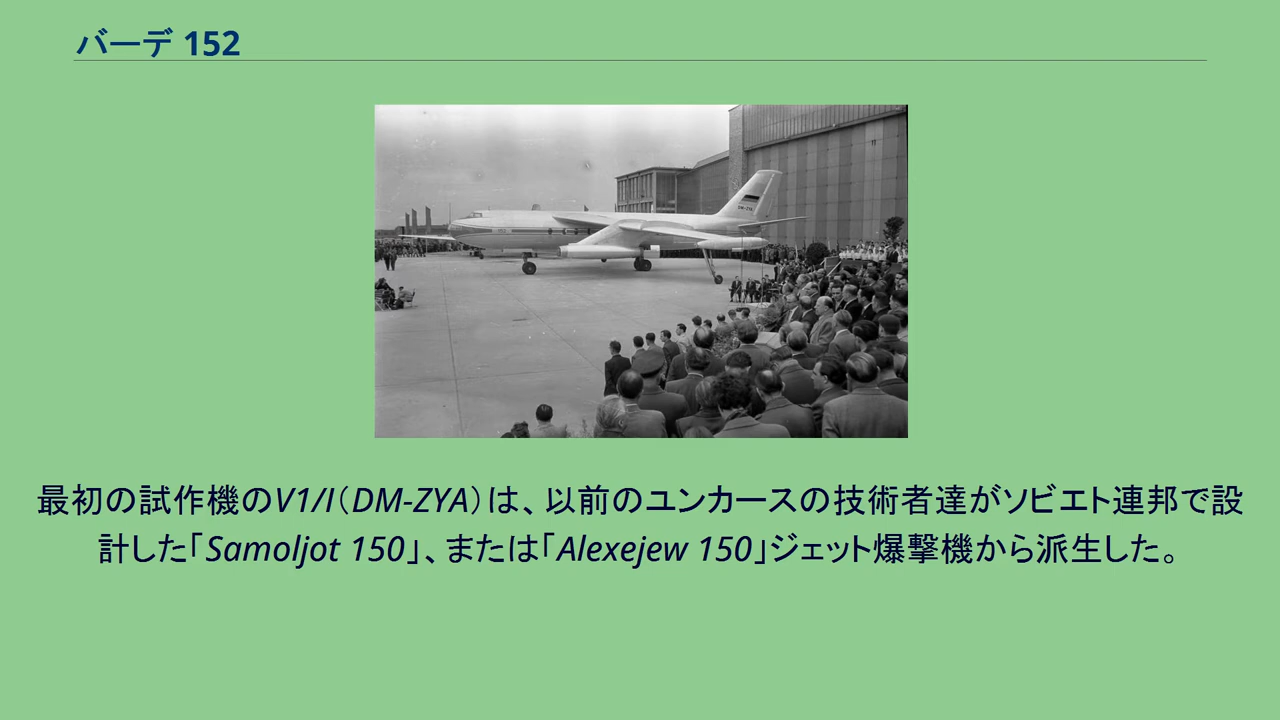 バーデ 152
最初の試作機のV1/I（DM-ZYA）は、以前のユンカースの技術者達がソビエト連邦で設
計した「Samoljot 150」、または「Alexejew 150」ジェット爆撃機から派生した。
DM-ZYA